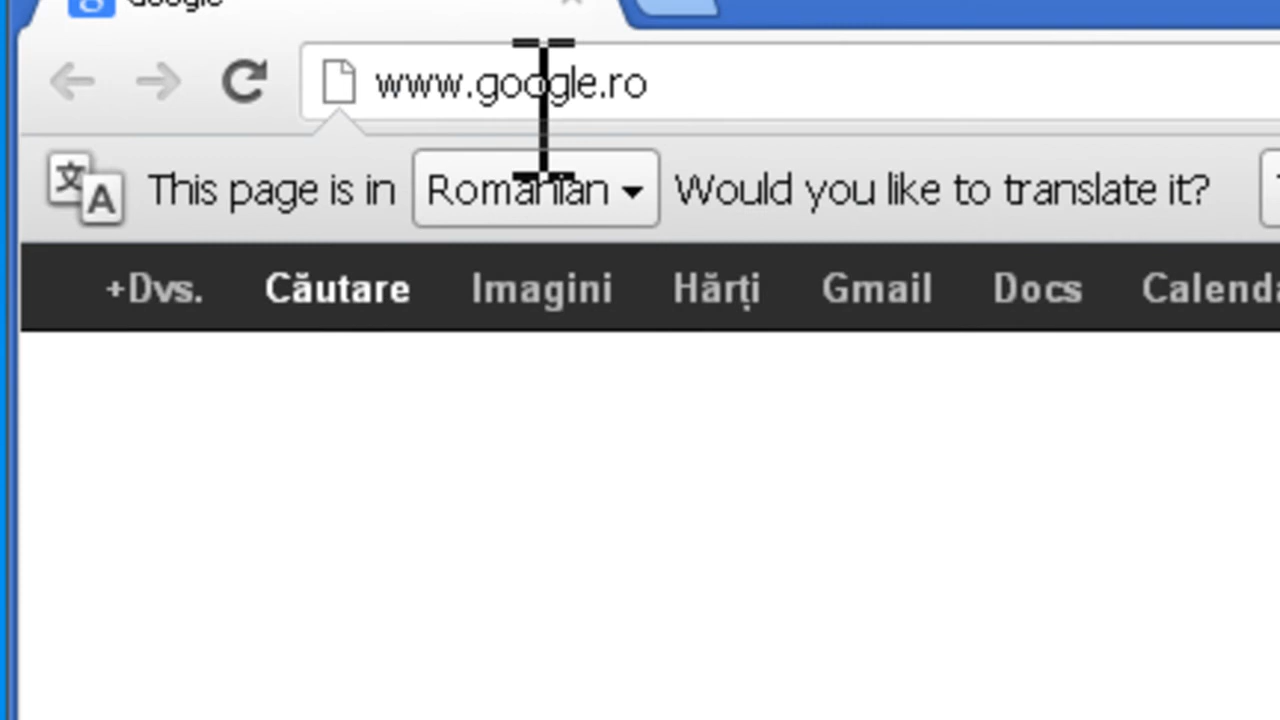 Google
www.google.ro
This page is in Romanian Would you like to translate it?
+Dvs. Căutare Imagini Hărți Gmail Docs